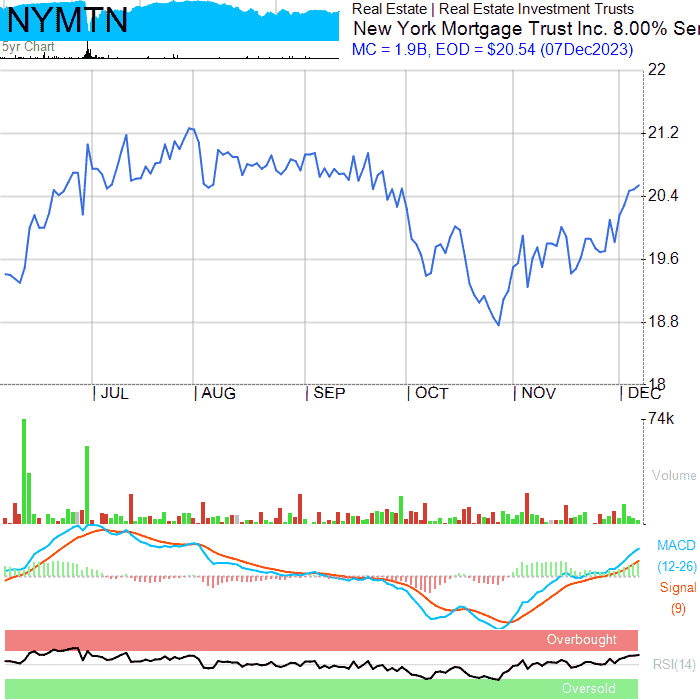 NYMTN
5yr Chart
Real Estate | Real Estate Investment Trusts
New York Mortgage Trust Inc. 8.00% Ser
MC = 1.9B, EOD = $20.54 (07Dec2023)
22
21.2
20.4
19.6
18.8
18
JUL
AUG
SEP
OCT
NOV
DEC
74k
Volume
MACD
(12-26)
Signal
(9)
Overbought
RSI(14)
Oversold